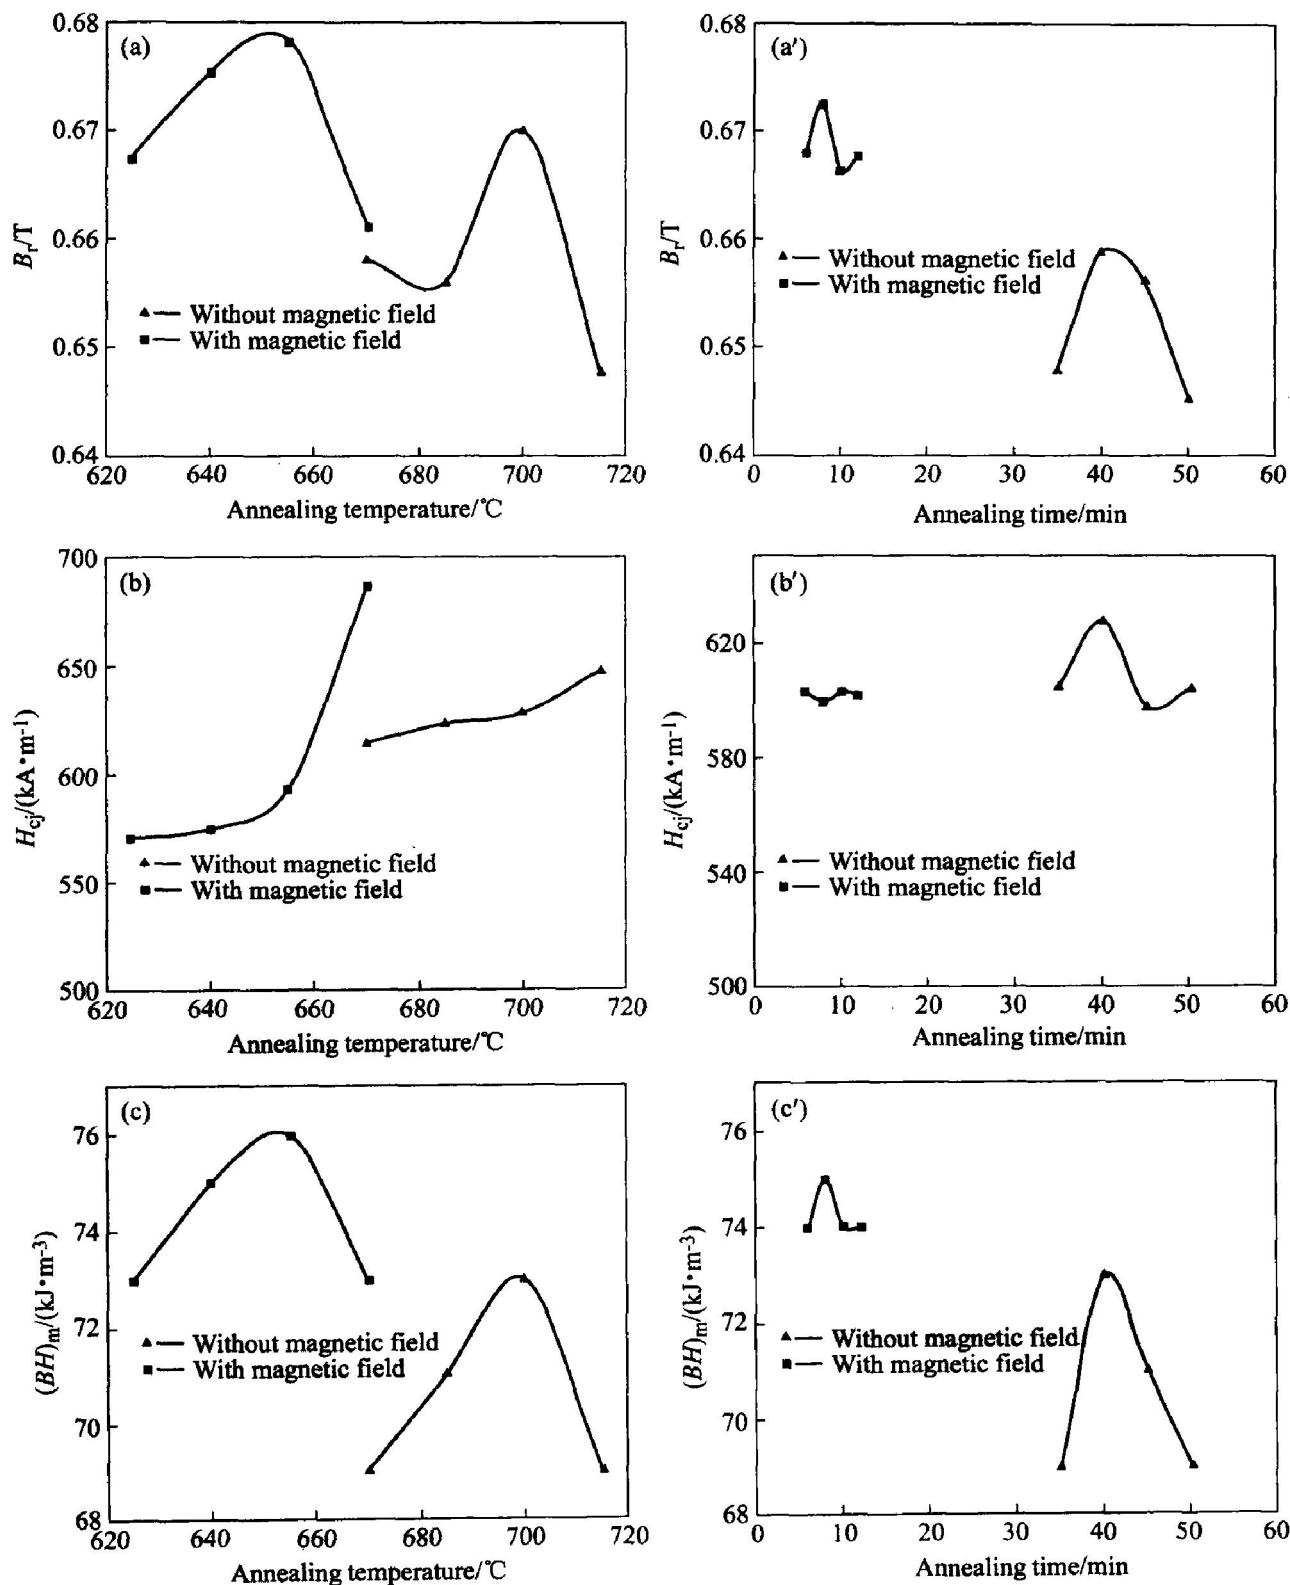 (a)
0.68
0.67
0.66
0.65
0.64
B_r/T
Without magnetic field
With magnetic field
620 640 660 680 700 720
Annealing temperature/℃
(a′)
0.68
0.67
0.66
0.65
0.64
B_r/T
Without magnetic field
With magnetic field
0 10 20 30 40 50 60
Annealing time/min
(b)
700
650
600
550
500
H_cj/(kA•m⁻¹)
Without magnetic field
With magnetic field
620 640 660 680 700 720
Annealing temperature/℃
(b′)
620
580
540
500
H_cj/(kA•m⁻¹)
Without magnetic field
With magnetic field
0 10 20 30 40 50 60
Annealing time/min
(c)
76
74
72
70
68
(BH)_m/(kJ•m⁻³)
Without magnetic field
With magnetic field
620 640 660 680 700 720
Annealing temperature/℃
(c′)
76
74
72
70
68
(BH)_m/(kJ•m⁻³)
Without magnetic field
With magnetic field
0 10 20 30 40 50 60
Annealing time/min